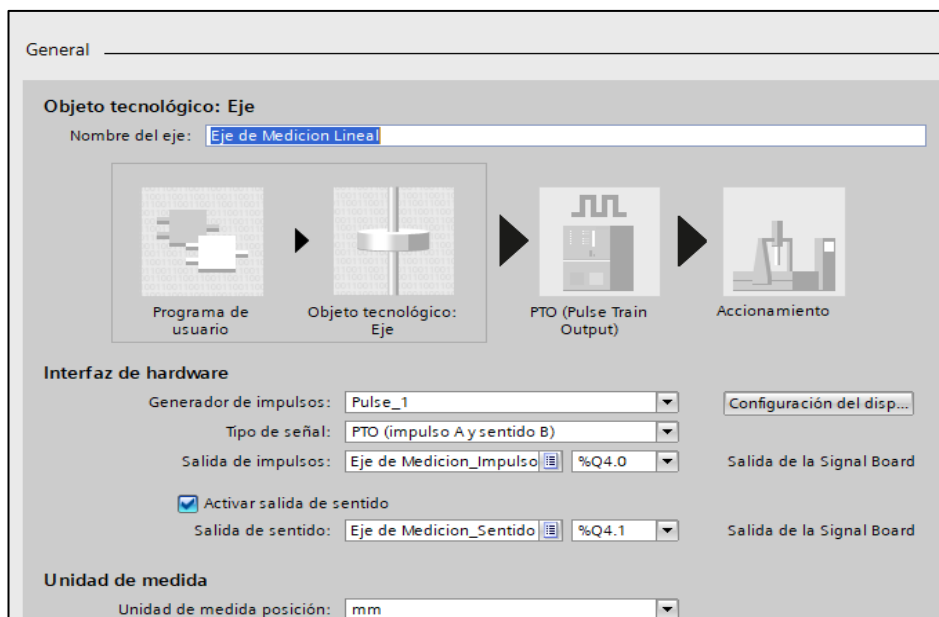 General
Objeto tecnológico: Eje
Nombre del eje: Eje de Medicion Lineal
Programa de usuario
Objeto tecnológico: Eje
PTO (Pulse Train Output)
Accionamiento
Interfaz de hardware
Generador de impulsos: Pulse_1 Configuración del disp...
Tipo de señal: PTO (impulso A y sentido B)
Salida de impulsos: Eje de Medicion_Impulso %Q4.0 Salida de la Signal Board
Activar salida de sentido
Salida de sentido: Eje de Medicion_Sentido %Q4.1 Salida de la Signal Board
Unidad de medida
Unidad de medida posición: mm